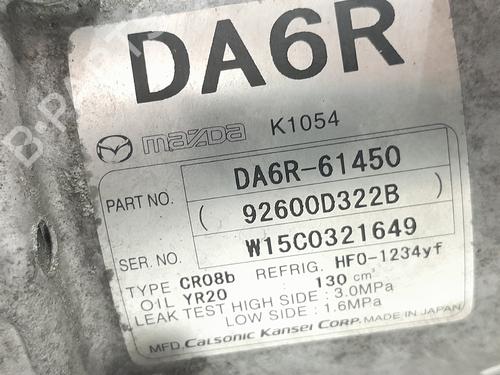 DA6R
mazda K1054
PART NO. DA6R-61450
( 92600D322B )
SER. NO. W15C0321649
TYPE CR08b REFRIG. HFO-1234yf
OIL YR20 130 cm³
LEAK TEST HIGH SIDE : 3.0MPa
LOW SIDE : 1.6MPa
MFD. CALSONIC KANSEI CORP. MADE IN JAPAN
B-PARTS